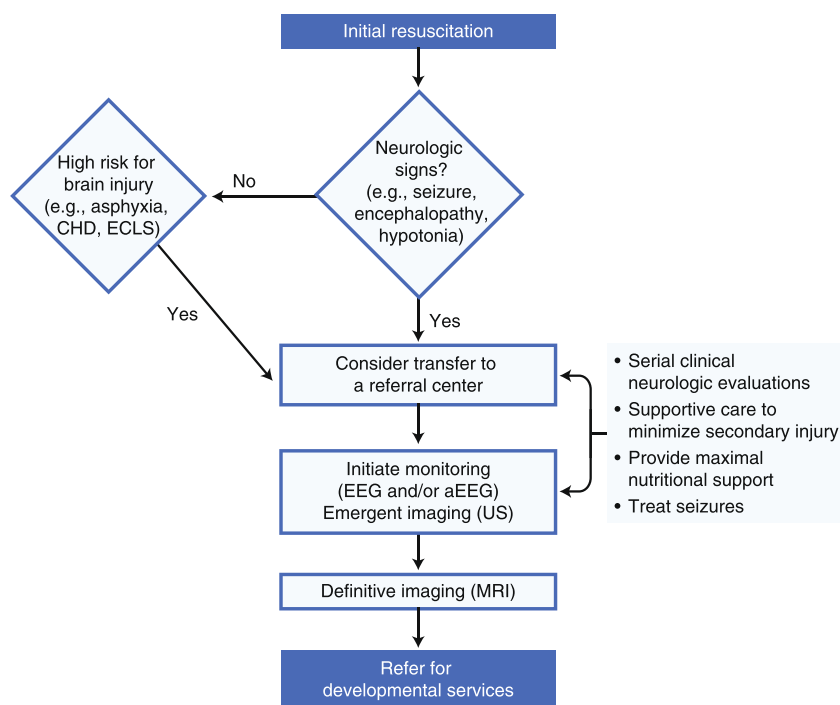 Initial resuscitation
Neurologic
signs?
(e.g., seizure,
encephalopathy,
hypotonia)
No
High risk for
brain injury
(e.g., asphyxia,
CHD, ECLS)
Yes
Yes
Consider transfer to
a referral center
• Serial clinical
neurologic evaluations
• Supportive care to
minimize secondary injury
• Provide maximal
nutritional support
• Treat seizures
Initiate monitoring
(EEG and/or aEEG)
Emergent imaging (US)
Definitive imaging (MRI)
Refer for
developmental services